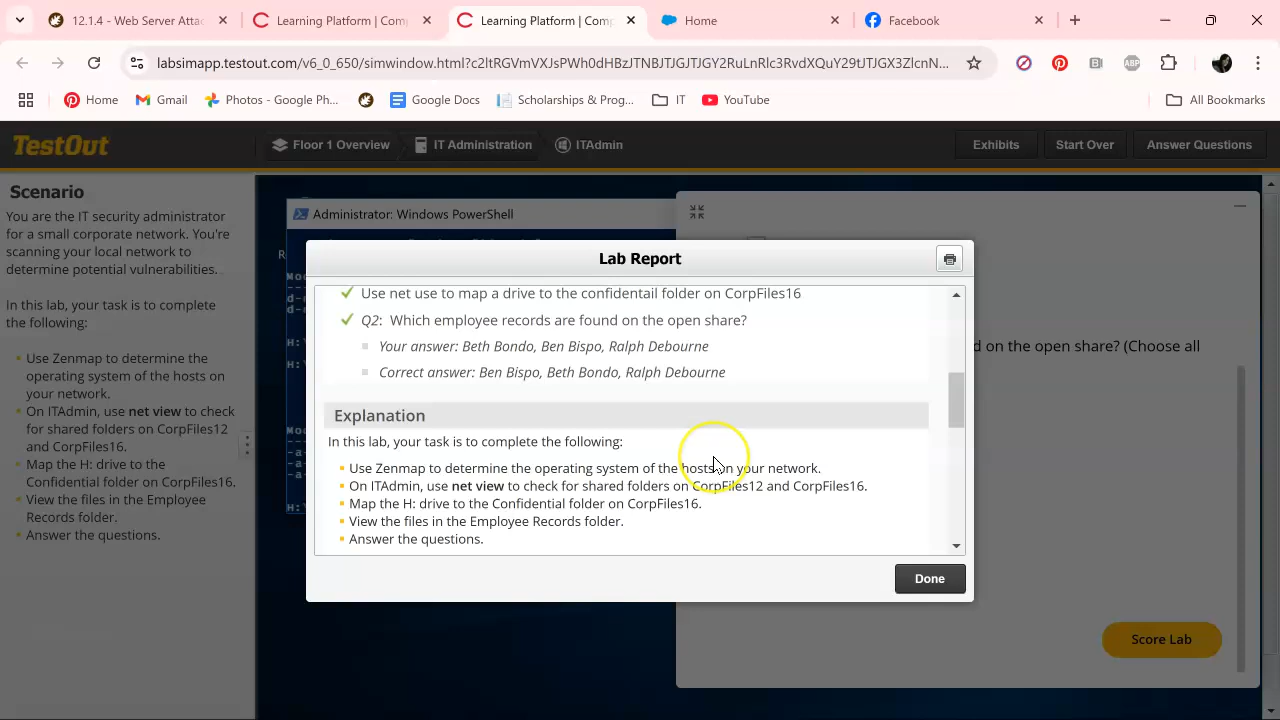 12.1.4 - Web Server Attac
Learning Platform | Comp
Learning Platform | Comp
Home
Facebook
labsimapp.testout.com/v6_0_650/simwindow.html?c2ltRGVmVXJsPWh0dHBzJTNBJTJGJTJGY2RuLnRlc3RvdXQuY29tJTJGX3ZlcnN...
Home
Gmail
Photos - Google Ph...
Google Docs
Scholarships & Prog...
IT
YouTube
All Bookmarks
TestOut
Floor 1 Overview
IT Administration
ITAdmin
Exhibits
Start Over
Answer Questions
Scenario
You are the IT security administrator
for a small corporate network. You're
scanning your local network to
determine potential vulnerabilities.
In this lab, your task is to complete
the following:
Use Zenmap to determine the
operating system of the hosts on
your network.
On ITAdmin, use net view to check
for shared folders on CorpFiles12
and CorpFiles16.
Map the H: drive to the
Confidential folder on CorpFiles16.
View the files in the Employee
Records folder.
Answer the questions.
Administrator: Windows PowerShell
Lab Report
Use net use to map a drive to the confidentail folder on CorpFiles16
Q2: Which employee records are found on the open share?
Your answer: Beth Bondo, Ben Bispo, Ralph Debourne
Correct answer: Ben Bispo, Beth Bondo, Ralph Debourne
Explanation
In this lab, your task is to complete the following:
Use Zenmap to determine the operating system of the hosts on your network.
On ITAdmin, use net view to check for shared folders on CorpFiles12 and CorpFiles16.
Map the H: drive to the Confidential folder on CorpFiles16.
View the files in the Employee Records folder.
Answer the questions.
Done
d on the open share? (Choose all
Score Lab